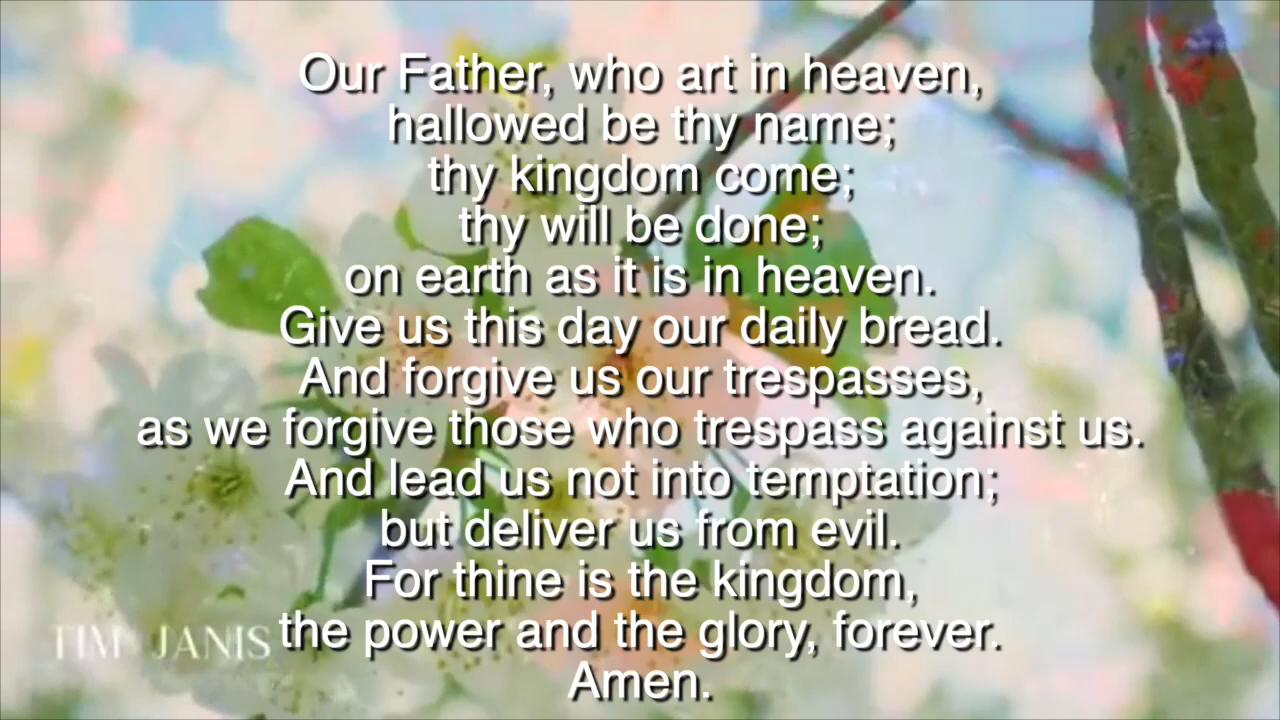 Our Father, who art in heaven,
hallowed be thy name;
thy kingdom come;
thy will be done;
on earth as it is in heaven.
Give us this day our daily bread.
And forgive us our trespasses,
as we forgive those who trespass against us.
And lead us not into temptation;
but deliver us from evil.
For thine is the kingdom,
the power and the glory, forever.
Amen.
TIM JANIS